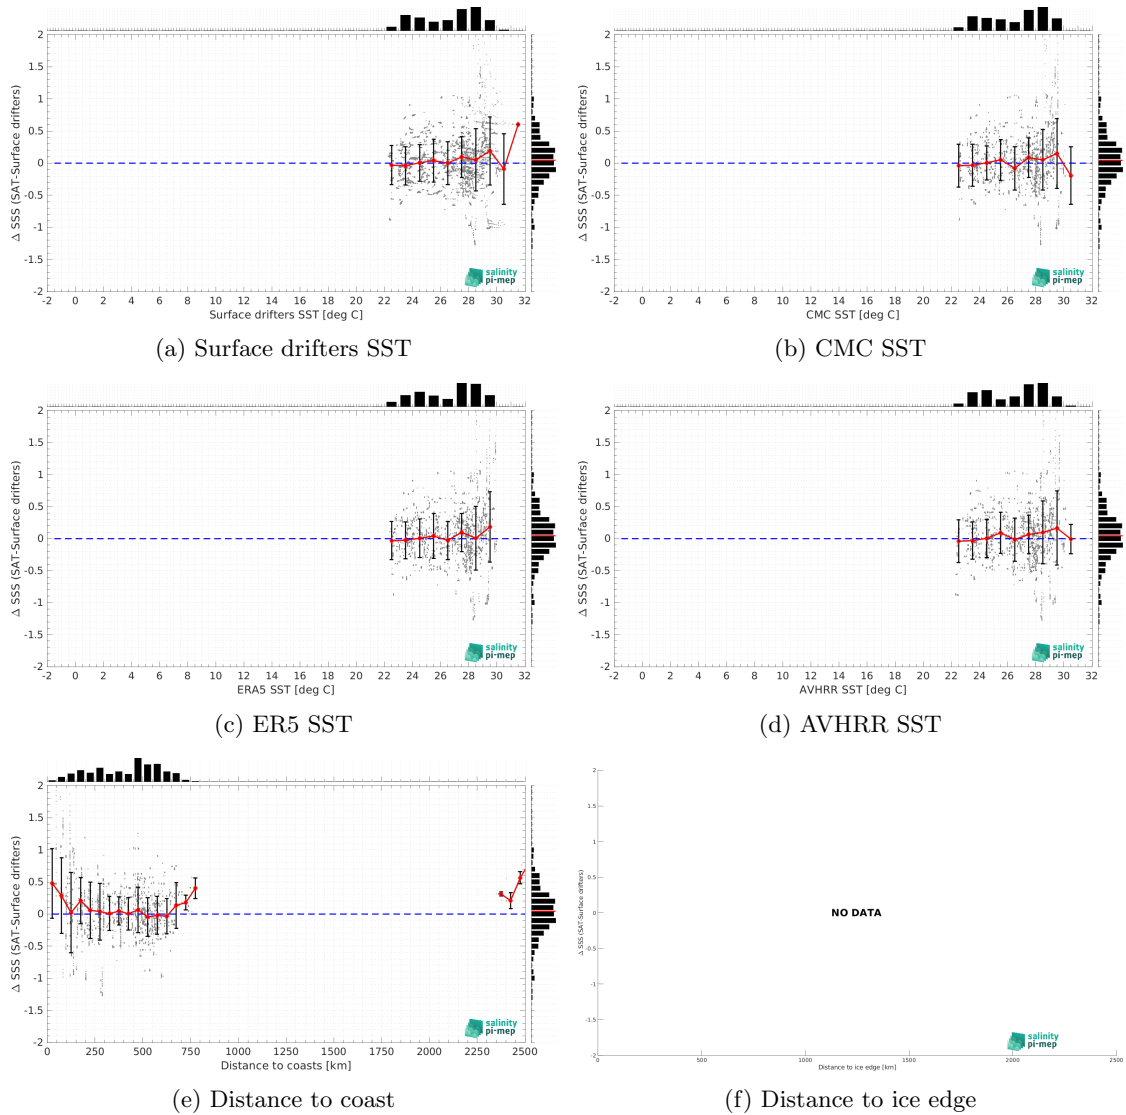 2
1.5
1
0.5
0
-0.5
-1
-1.5
-2
Δ SSS (SAT-Surface drifters)
-2 0 2 4 6 8 10 12 14 16 18 20 22 24 26 28 30 32
Surface drifters SST [deg C]
salinity
pi-mep
(a) Surface drifters SST
2
1.5
1
0.5
0
-0.5
-1
-1.5
-2
Δ SSS (SAT-Surface drifters)
-2 0 2 4 6 8 10 12 14 16 18 20 22 24 26 28 30 32
CMC SST [deg C]
salinity
pi-mep
(b) CMC SST
2
1.5
1
0.5
0
-0.5
-1
-1.5
-2
Δ SSS (SAT-Surface drifters)
-2 0 2 4 6 8 10 12 14 16 18 20 22 24 26 28 30 32
ERA5 SST [deg C]
salinity
pi-mep
(c) ER5 SST
2
1.5
1
0.5
0
-0.5
-1
-1.5
-2
Δ SSS (SAT-Surface drifters)
-2 0 2 4 6 8 10 12 14 16 18 20 22 24 26 28 30 32
AVHRR SST [deg C]
salinity
pi-mep
(d) AVHRR SST
2
1.5
1
0.5
0
-0.5
-1
-1.5
-2
Δ SSS (SAT-Surface drifters)
0 250 500 750 1000 1250 1500 1750 2000 2250 2500
Distance to coasts [km]
salinity
pi-mep
(e) Distance to coast
2
1.5
1
0.5
0
-0.5
-1
-1.5
-2
Δ SSS (SAT-Surface drifters)
NO DATA
0 500 1000 1500 2000 2500
Distance to ice edge [km]
salinity
pi-mep
(f) Distance to ice edge